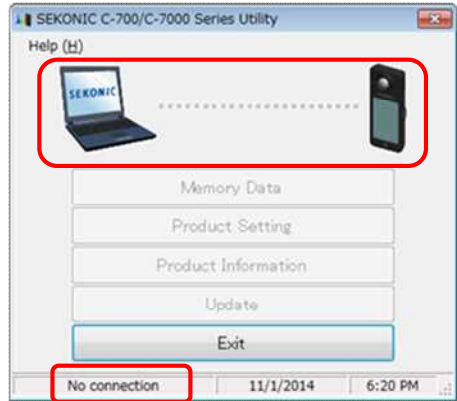 SEKONIC C-700/C-7000 Series Utility
Help (H)
SEKONIC
Memory Data
Product Setting
Product Information
Update
Exit
No connection 11/1/2014 6:20 PM